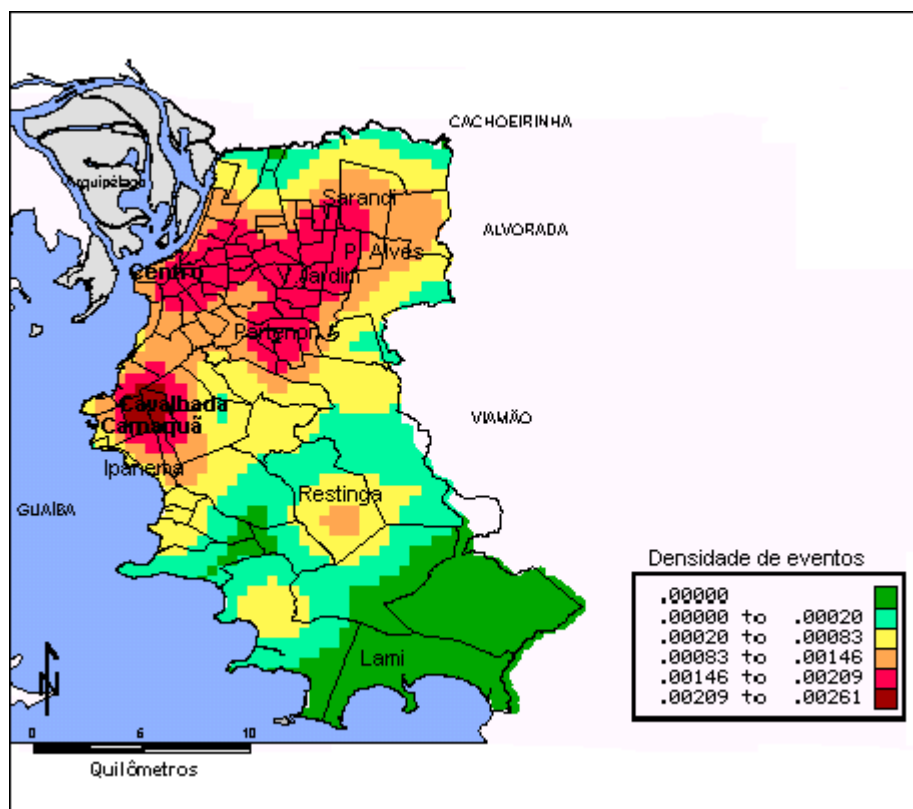 CACHOEIRINHA
Arquipélago
Sarandi
ALVORADA
P. Alves
Centro
V. Jardim
Partenon
Cavalhada
VIAMÃO
Camaquã
Ipanema
Restinga
GUAÍBA
Densidade de eventos
.00000
.00000 to .00020
.00020 to .00083
.00083 to .00146
.00146 to .00209
.00209 to .00261
Lami
N
0 6 10
Quilômetros